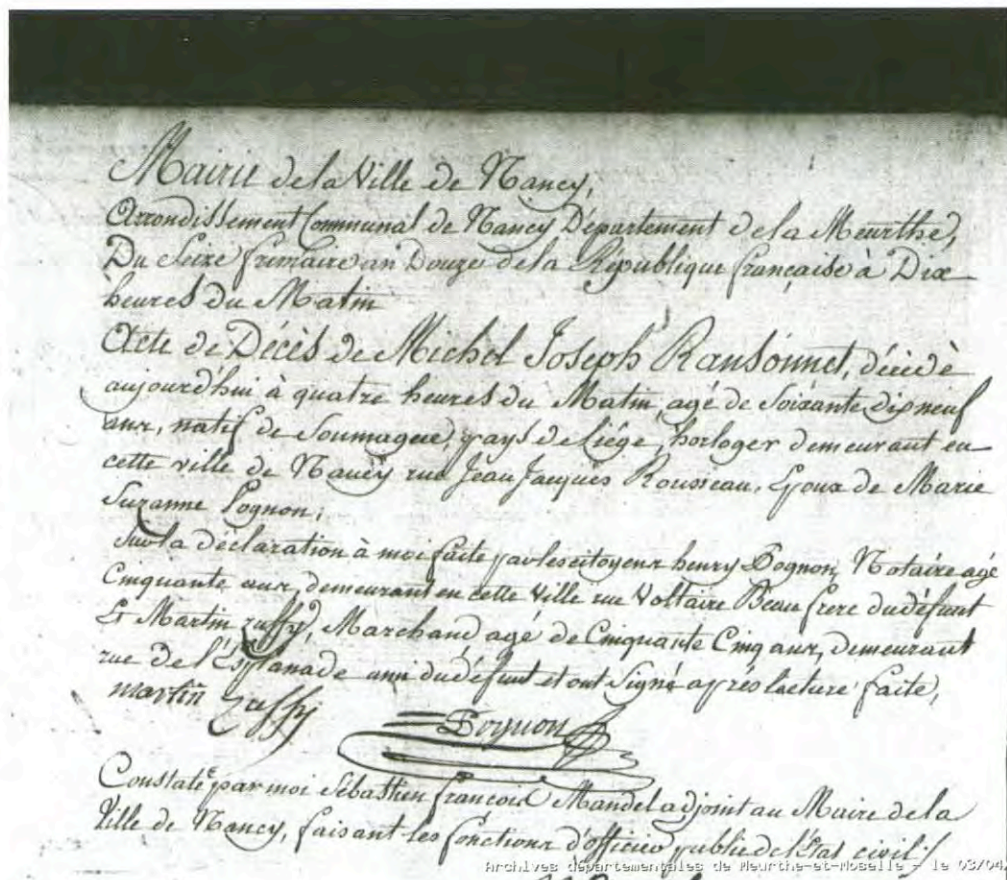 Mairie de la Ville de Nancy,
Arrondissement Communal de Nancy Département de la Meurthe,
Du Seize frimaire an Douze de la République française à Dix
heures du Matin
Acte de Décès de Michel Joseph Ransonnet, décédé
aujourd'hui à quatre heures du Matin, agé de Soixante dix neuf
ans, natif de Soumagne, pays de Liége, horloger demeurant en
cette ville de Nancy rue Jean Jacques Rousseau. Epoux de Marie
Suzanne Pognon;
Sur la déclaration à moi faite par les citoyens henry Pognon, Notaire agé
Cinquante ans, demeurant en cette Ville rue Voltaire Beau frere du défunt
Et Martin ruffy, Marchand agé de Cinquante Cinq ans, demeurant
rue de l'Esplanade ami du défunt et ont Signé après lecture faite,
martin ruffy Pognon
Constaté par moi Sébastien françois Mandel adjoint au Maire de la
Ville de Nancy, faisant les fonctions d'officier public de l'Etat civil
Archives départementales de Meurthe-et-Moselle - le 03/04